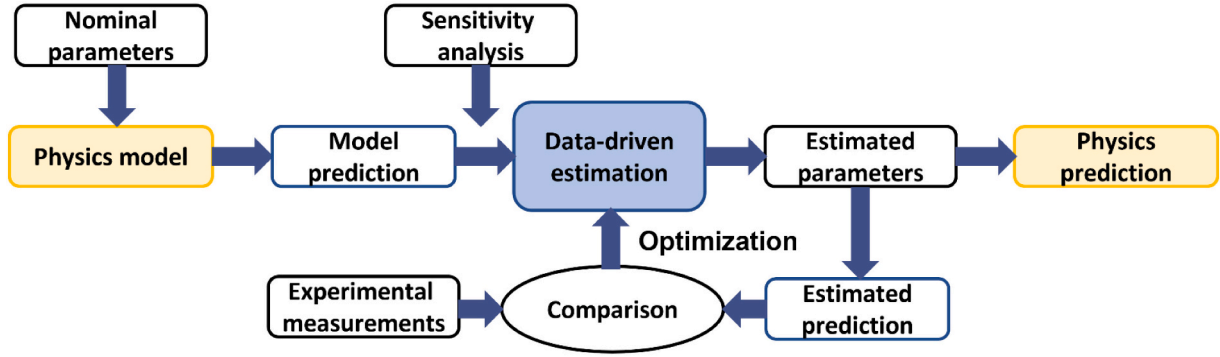 Nominal
parameters
Sensitivity
analysis
Physics model
Model
prediction
Data-driven
estimation
Estimated
parameters
Physics
prediction
Optimization
Experimental
measurements
Comparison
Estimated
prediction